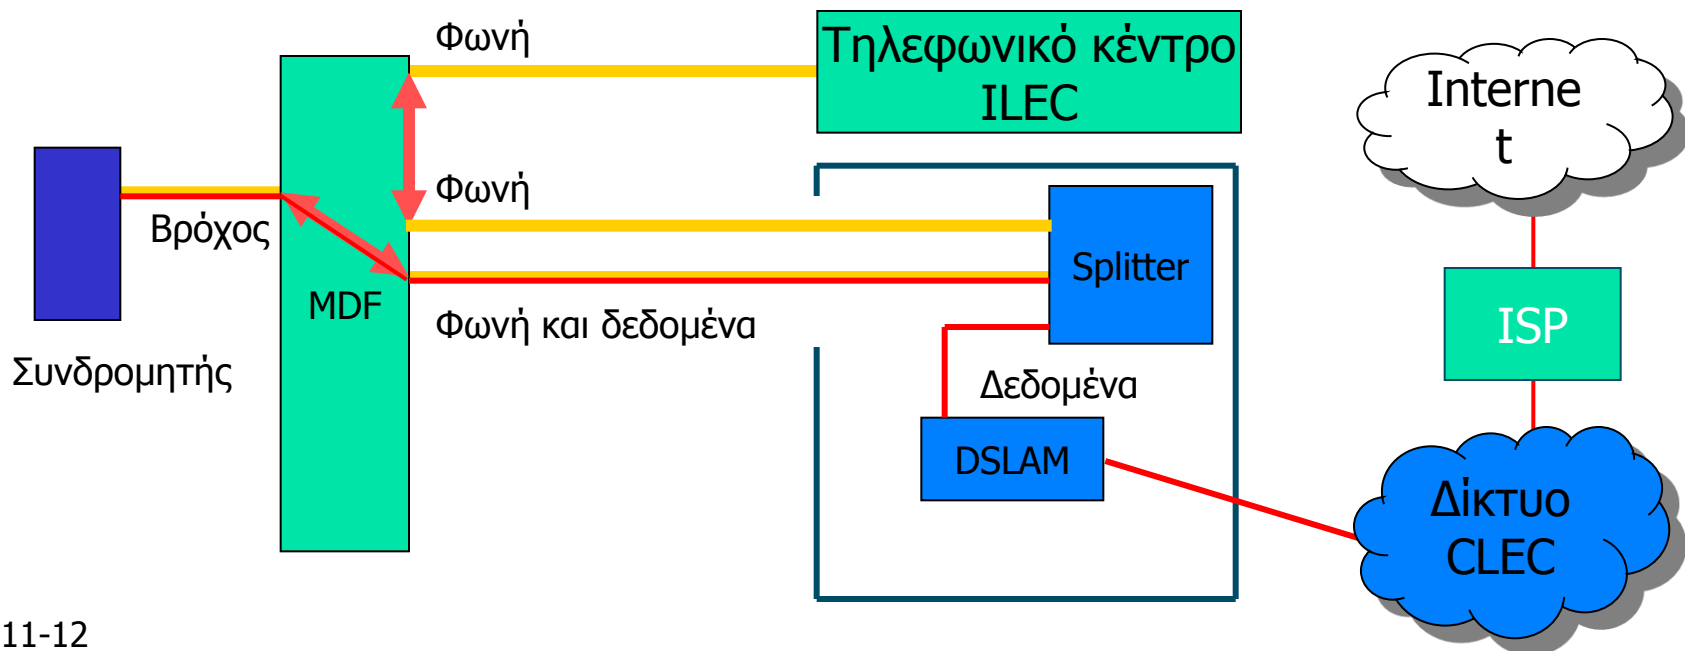 Φωνή
Τηλεφωνικό κέντρο
ILEC
Interne
t
Φωνή
Βρόχος
Splitter
MDF
Φωνή και δεδομένα
ISP
Συνδρομητής
Δεδομένα
DSLAM
Δίκτυο
CLEC
11-12